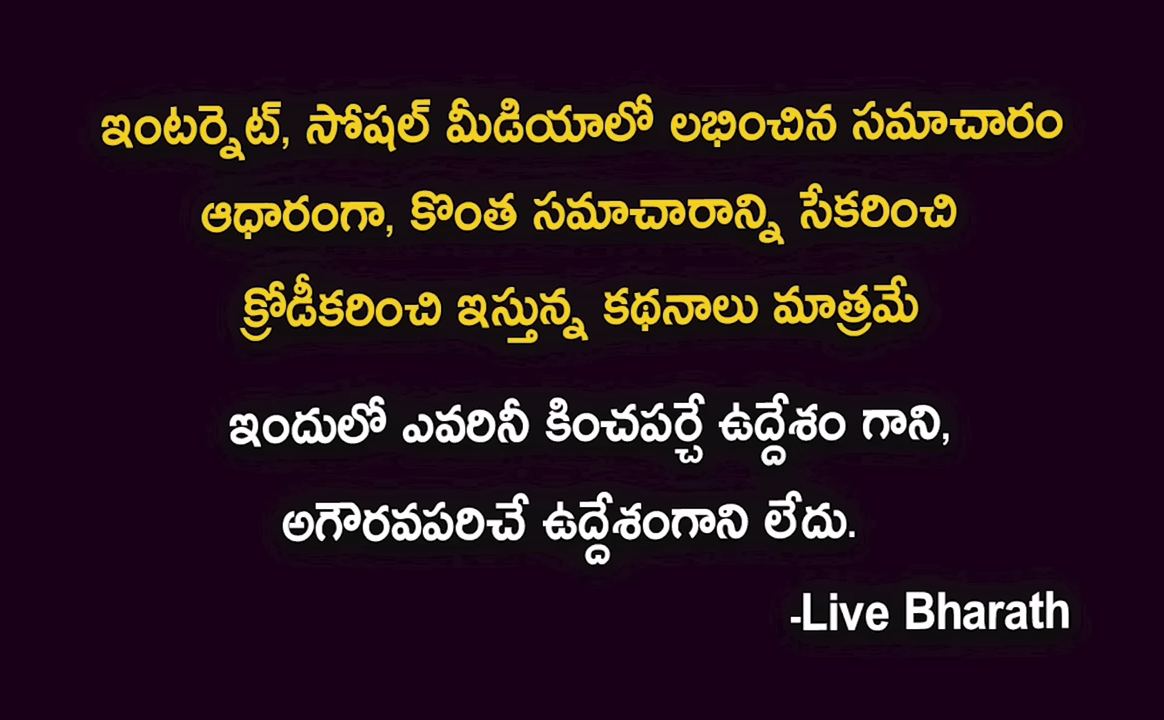 ఇంటర్నెట్, సోషల్ మీడియాలో లభించిన సమాచారం
ఆధారంగా, కొంత సమాచారాన్ని సేకరించి
క్రోడీకరించి ఇస్తున్న కథనాలు మాత్రమే
ఇందులో ఎవరినీ కించపర్చే ఉద్దేశం గాని,
అగౌరవపరిచే ఉద్దేశంగాని లేదు.
-Live Bharath